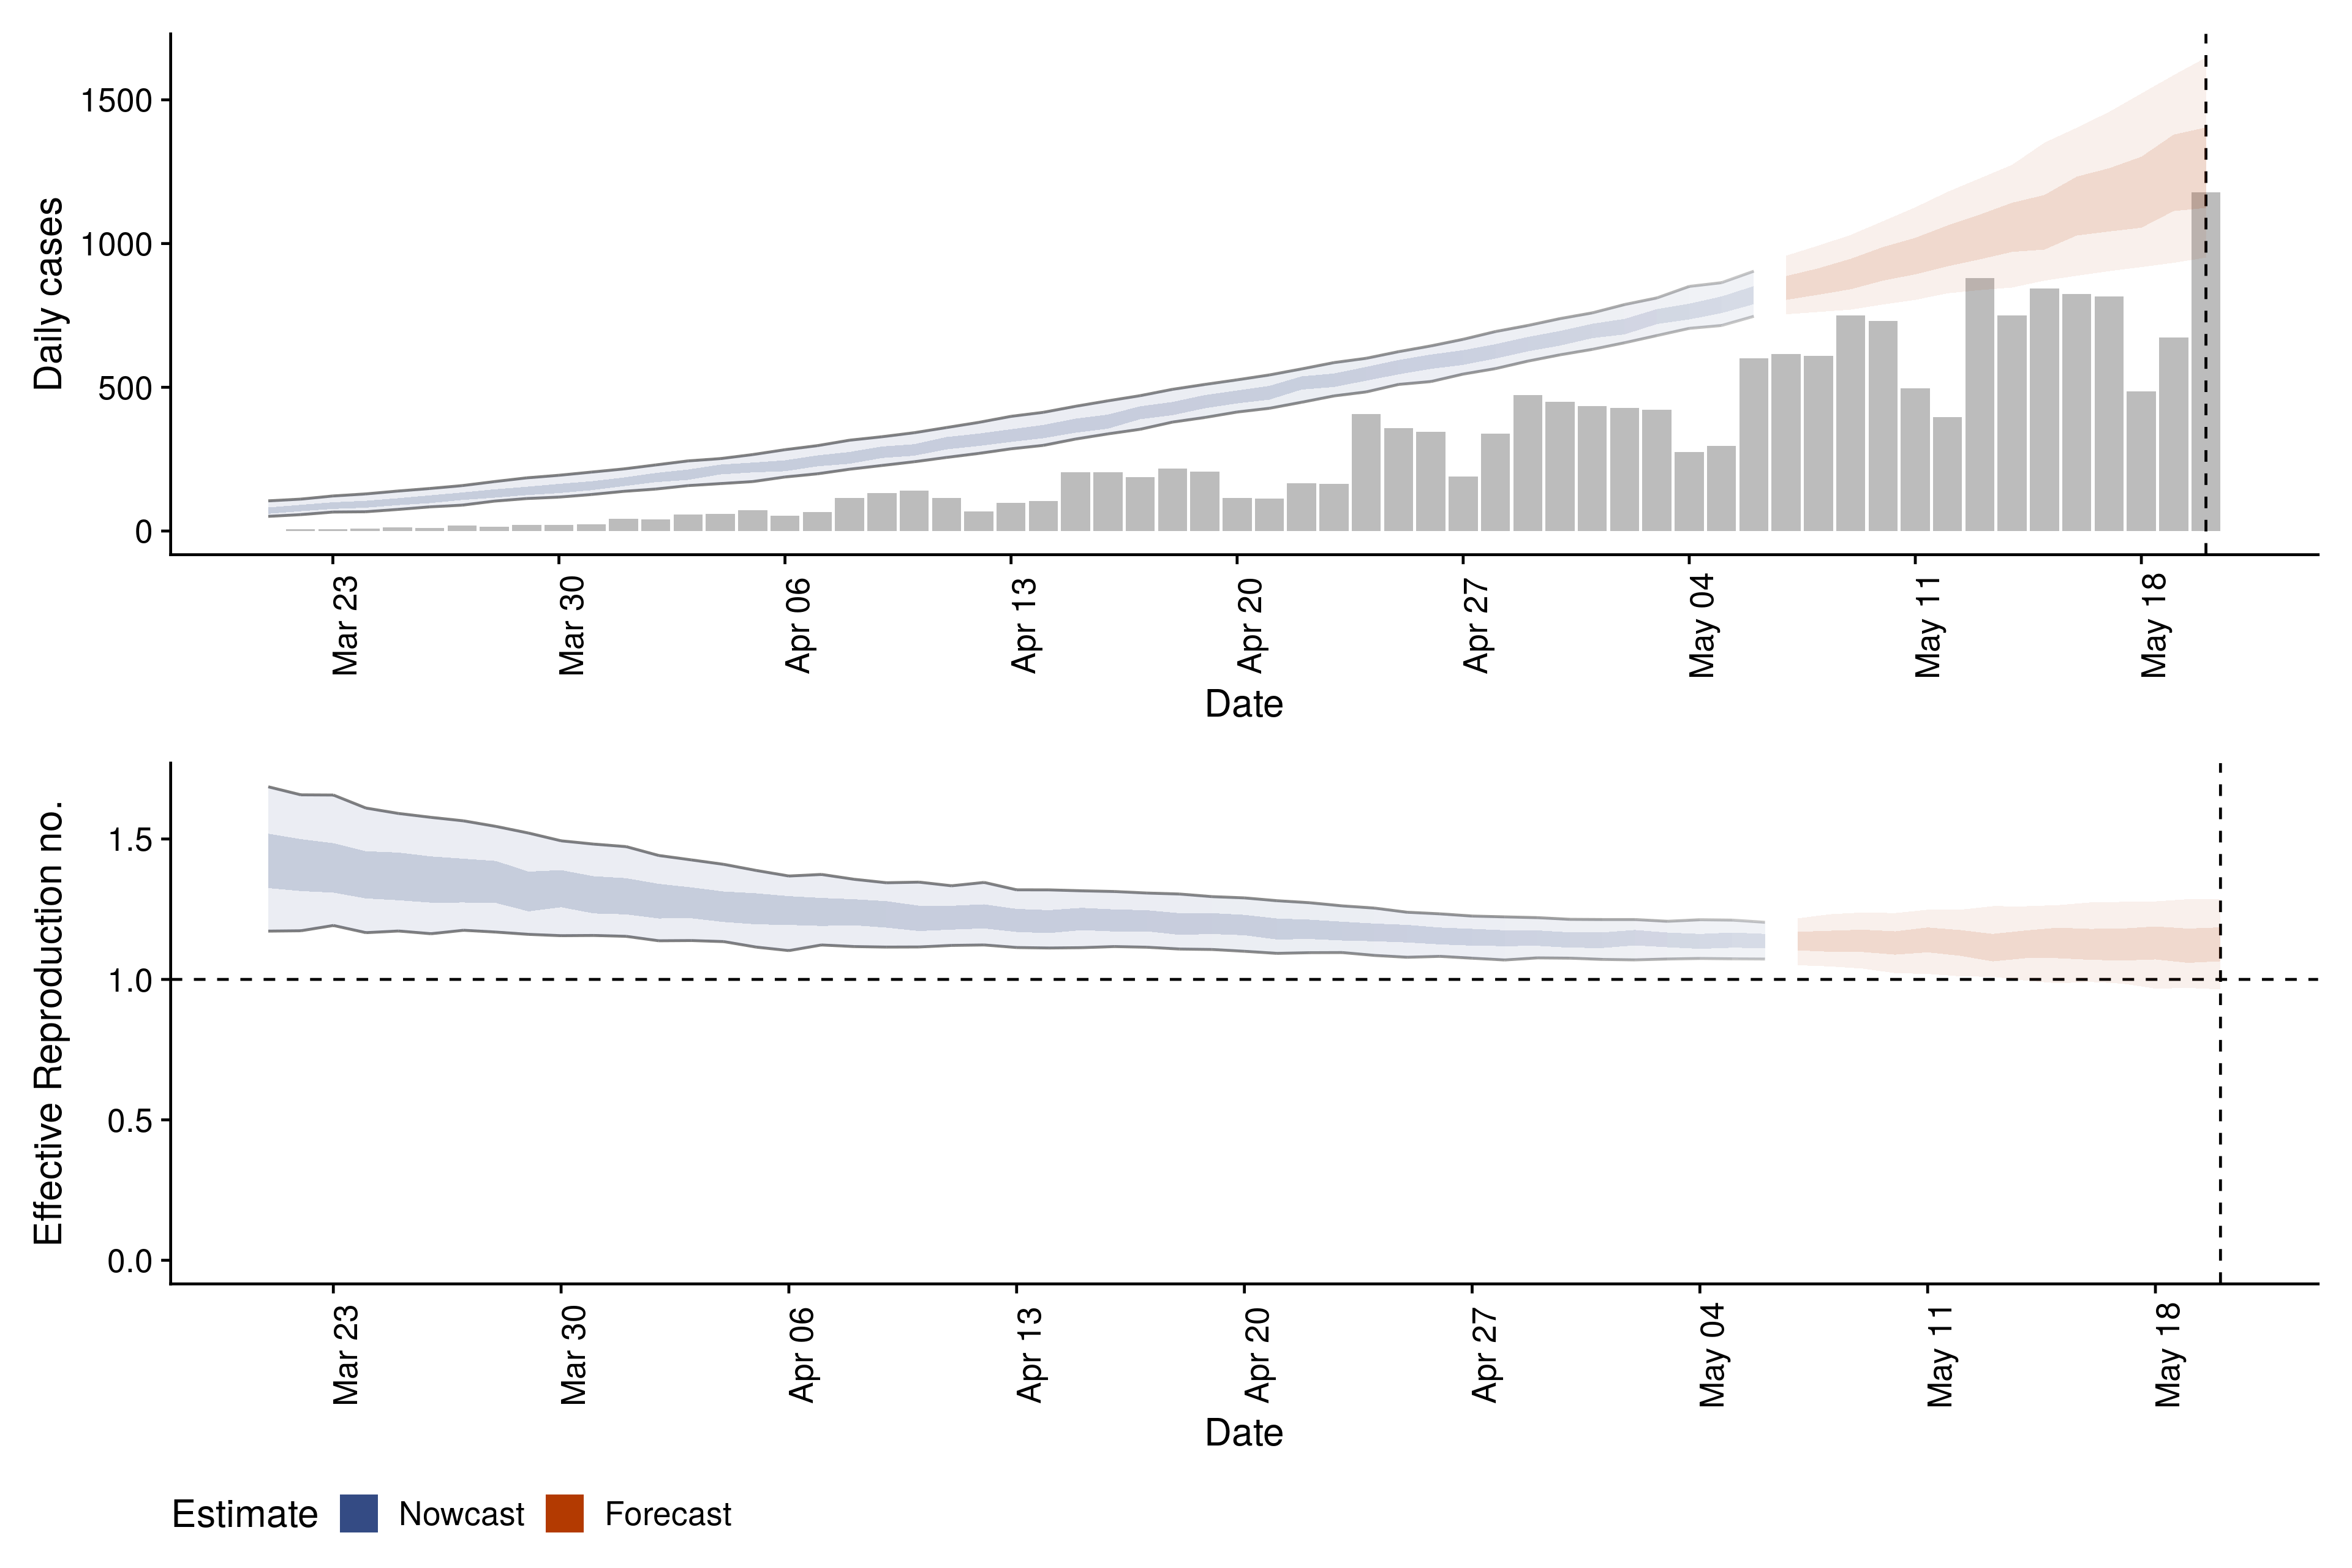 Daily cases
1500
1000
500
0
Mar 23
Mar 30
Apr 06
Apr 13
Apr 20
Apr 27
May 04
May 11
May 18
Date
Effective Reproduction no.
1.5
1.0
0.5
0.0
Mar 23
Mar 30
Apr 06
Apr 13
Apr 20
Apr 27
May 04
May 11
May 18
Date
Estimate Nowcast Forecast